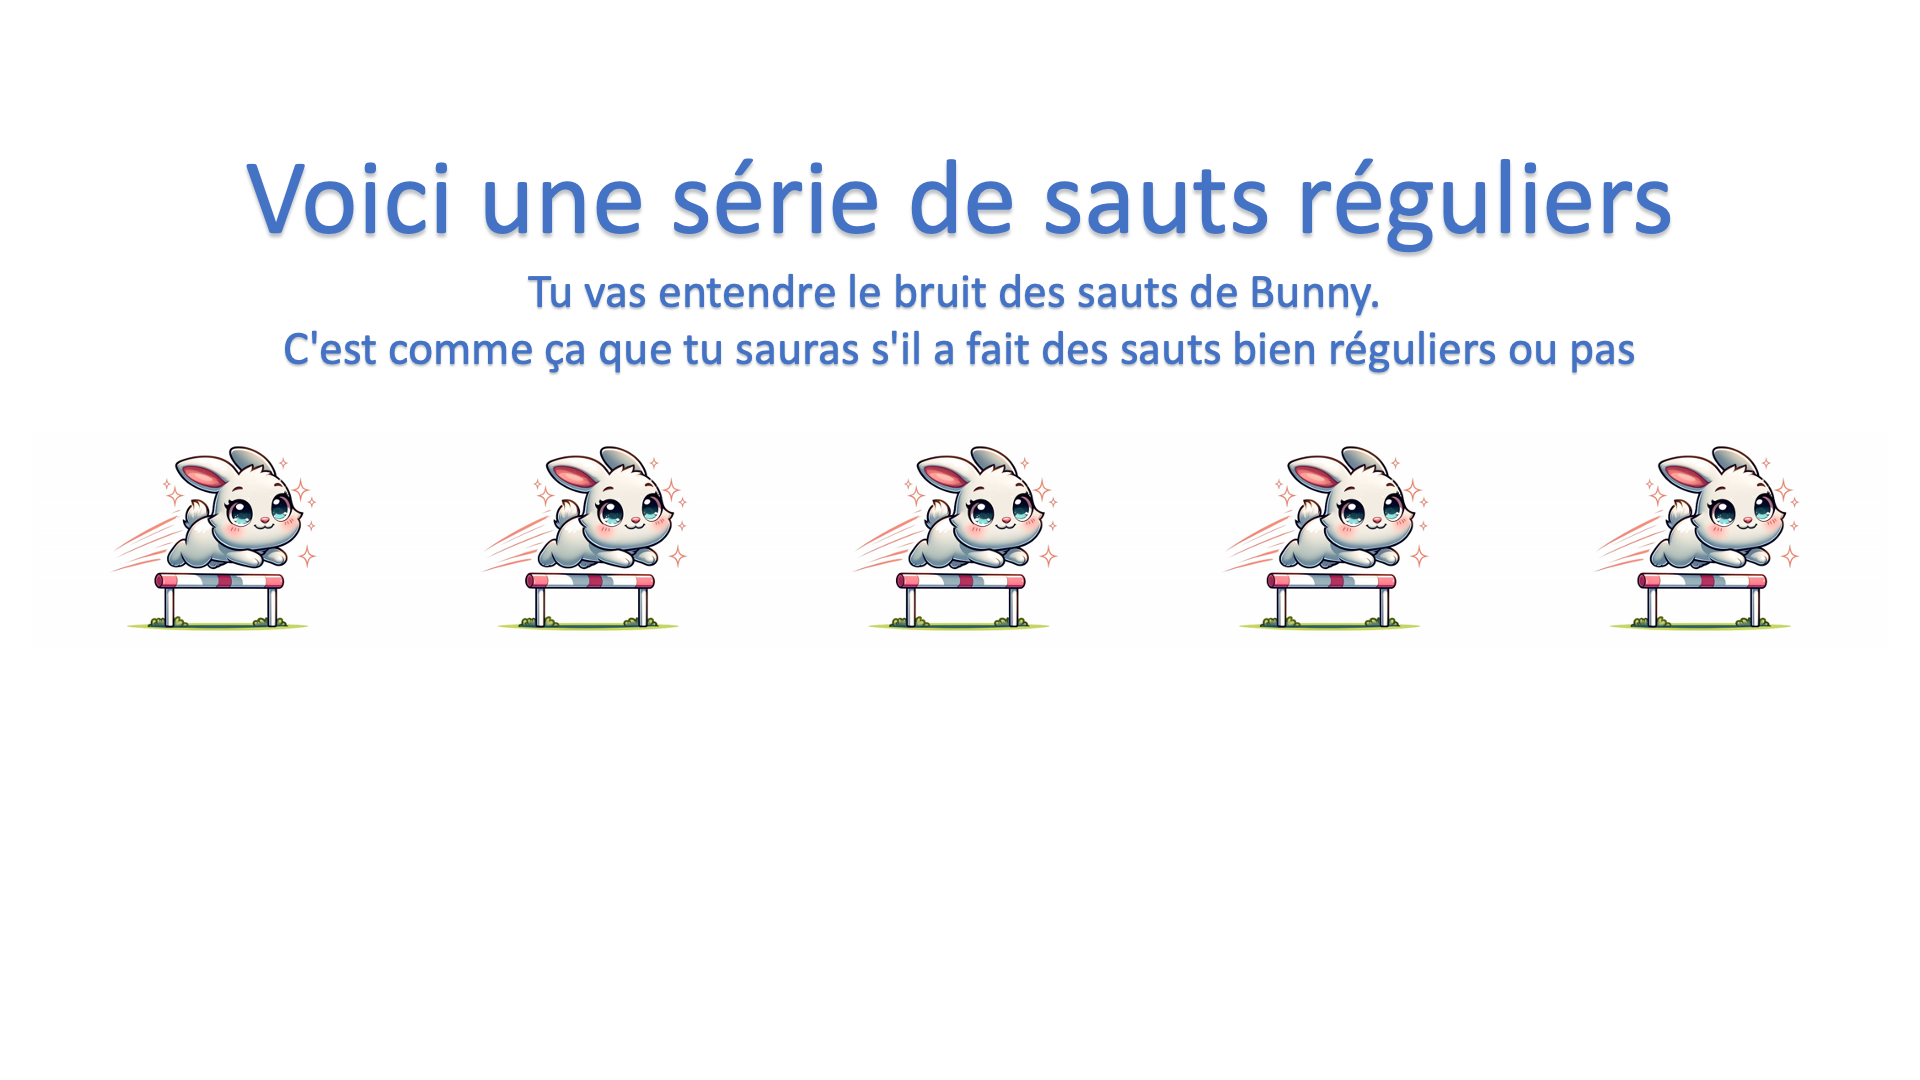 Voici une série de sauts réguliers
Tu vas entendre le bruit des sauts de Bunny.
C'est comme ça que tu sauras s'il a fait des sauts bien réguliers ou pas